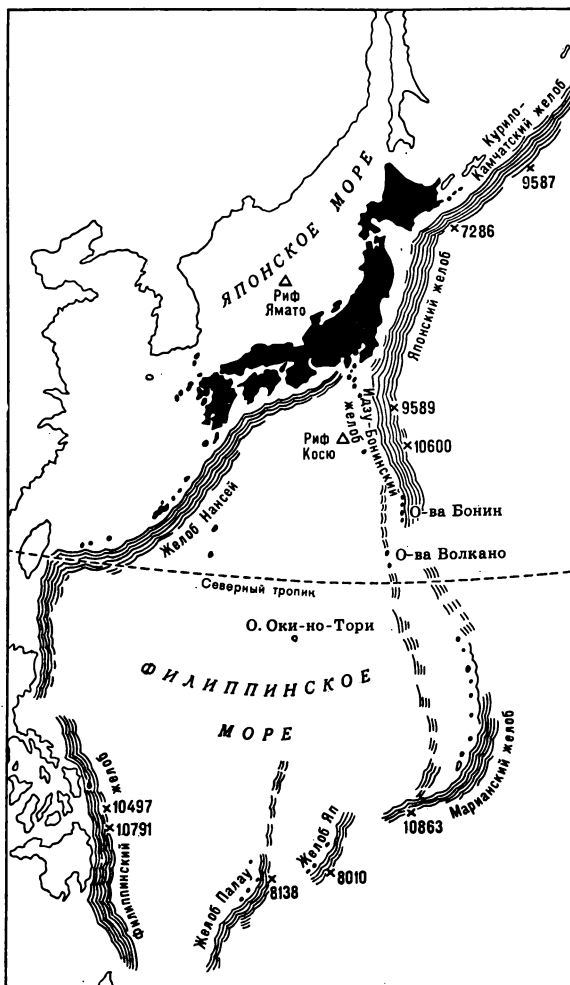 Курило-
Камчатский желоб
9587
7286
ЯПОНСКОЕ МОРЕ
Риф
Ямато
Японский желоб
9589
Идзу-Бонинский
желоб
Риф
Косю
10600
О-ва Бонин
Желоб Нансей
О-ва Волкано
Северный тропик
О. Оки-но-Тори
ФИЛИППИНСКОЕ
МОРЕ
Филиппинский
желоб
10497
10791
Марианский желоб
10863
Желоб Яп
8010
Желоб Палау
8138